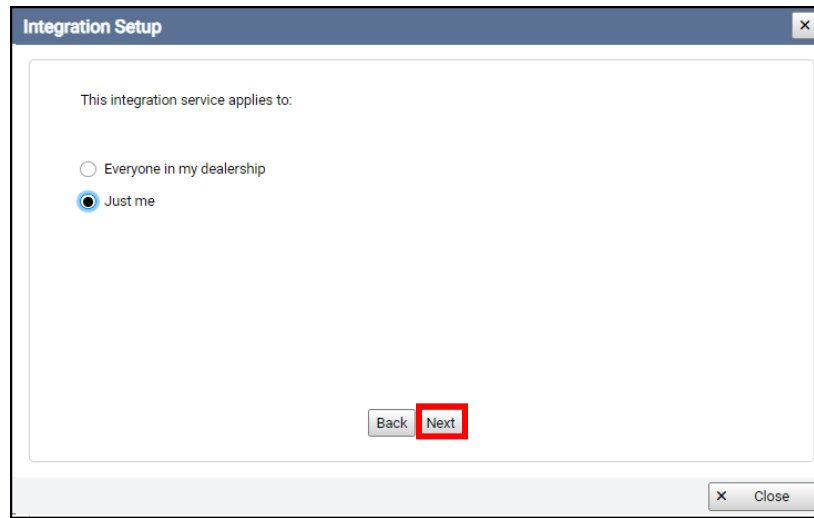 Integration Setup
This integration service applies to:
Everyone in my dealership
Just me
Back Next
Close